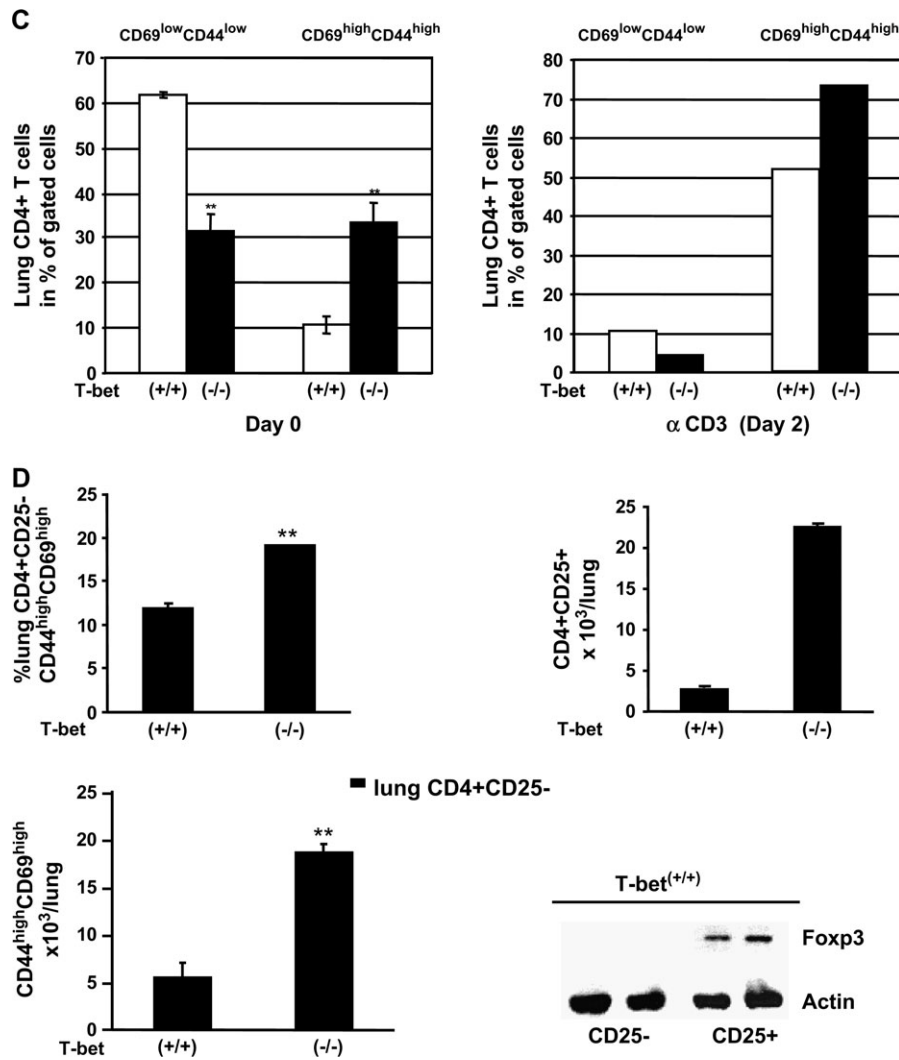 C
CD69lowCD44low CD69highCD44high
Lung CD4+ T cells
in % of gated cells
70
60
50
40
30
20
10
0
**
**
T-bet (+/+) (-/-) (+/+) (-/-)
Day 0
CD69lowCD44low CD69highCD44high
Lung CD4+ T cells
in % of gated cells
80
70
60
50
40
30
20
10
0
T-bet (+/+) (-/-) (+/+) (-/-)
α CD3 (Day 2)
D
%lung CD4+CD25-
CD44highCD69high
25
20
15
10
5
0
**
T-bet (+/+) (-/-)
CD4+CD25+
x 10³/lung
25
20
15
10
5
0
T-bet (+/+) (-/-)
lung CD4+CD25-
CD44highCD69high
x10³/lung
25
20
15
10
5
0
**
T-bet (+/+) (-/-)
T-bet(+/+)
Foxp3
Actin
CD25- CD25+